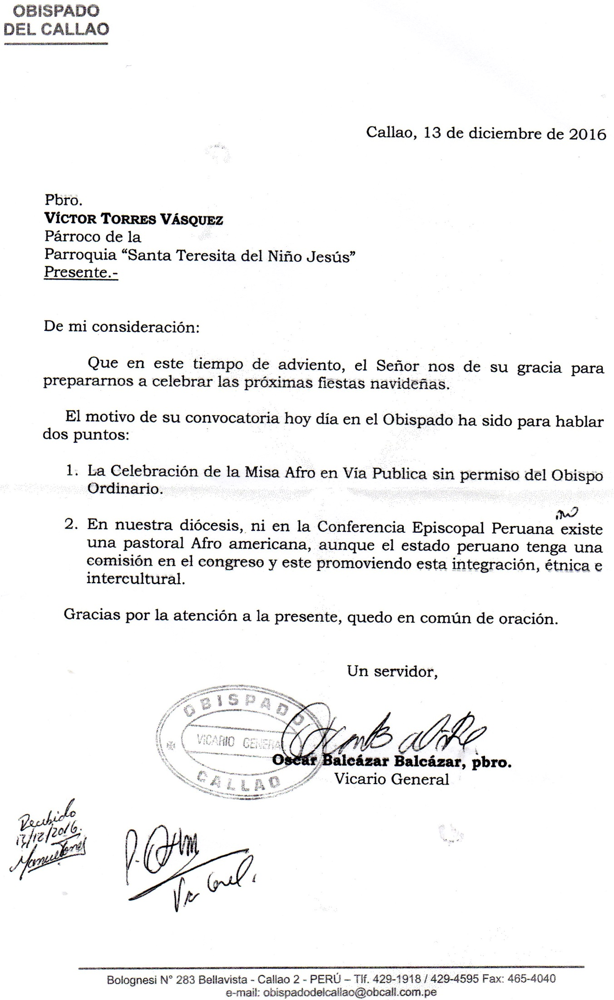 OBISPADO
DEL CALLAO
Callao, 13 de diciembre de 2016
Pbro.
VÍCTOR TORRES VÁSQUEZ
Párroco de la
Parroquia “Santa Teresita del Niño Jesús”
Presente.-
De mi consideración:
Que en este tiempo de adviento, el Señor nos de su gracia para
prepararnos a celebrar las próximas fiestas navideñas.
El motivo de su convocatoria hoy día en el Obispado ha sido para hablar
dos puntos:
1. La Celebración de la Misa Afro en Vía Publica sin permiso del Obispo
Ordinario.
no
2. En nuestra diócesis, ni en la Conferencia Episcopal Peruana existe
una pastoral Afro americana, aunque el estado peruano tenga una
comisión en el congreso y este promoviendo esta integración, étnica e
intercultural.
Gracias por la atención a la presente, quedo en común de oración.
Un servidor,
OBISPADO
VICARIO GENERAL
CALLAO
Oscar Balcázar Balcázar, pbro.
Vicario General
Recibido
13/12/2016.
Bolognesi N° 283 Bellavista - Callao 2 - PERÚ – Tlf. 429-1918 / 429-4595 Fax: 465-4040
e-mail: obispadodelcallao@obcall.com.pe